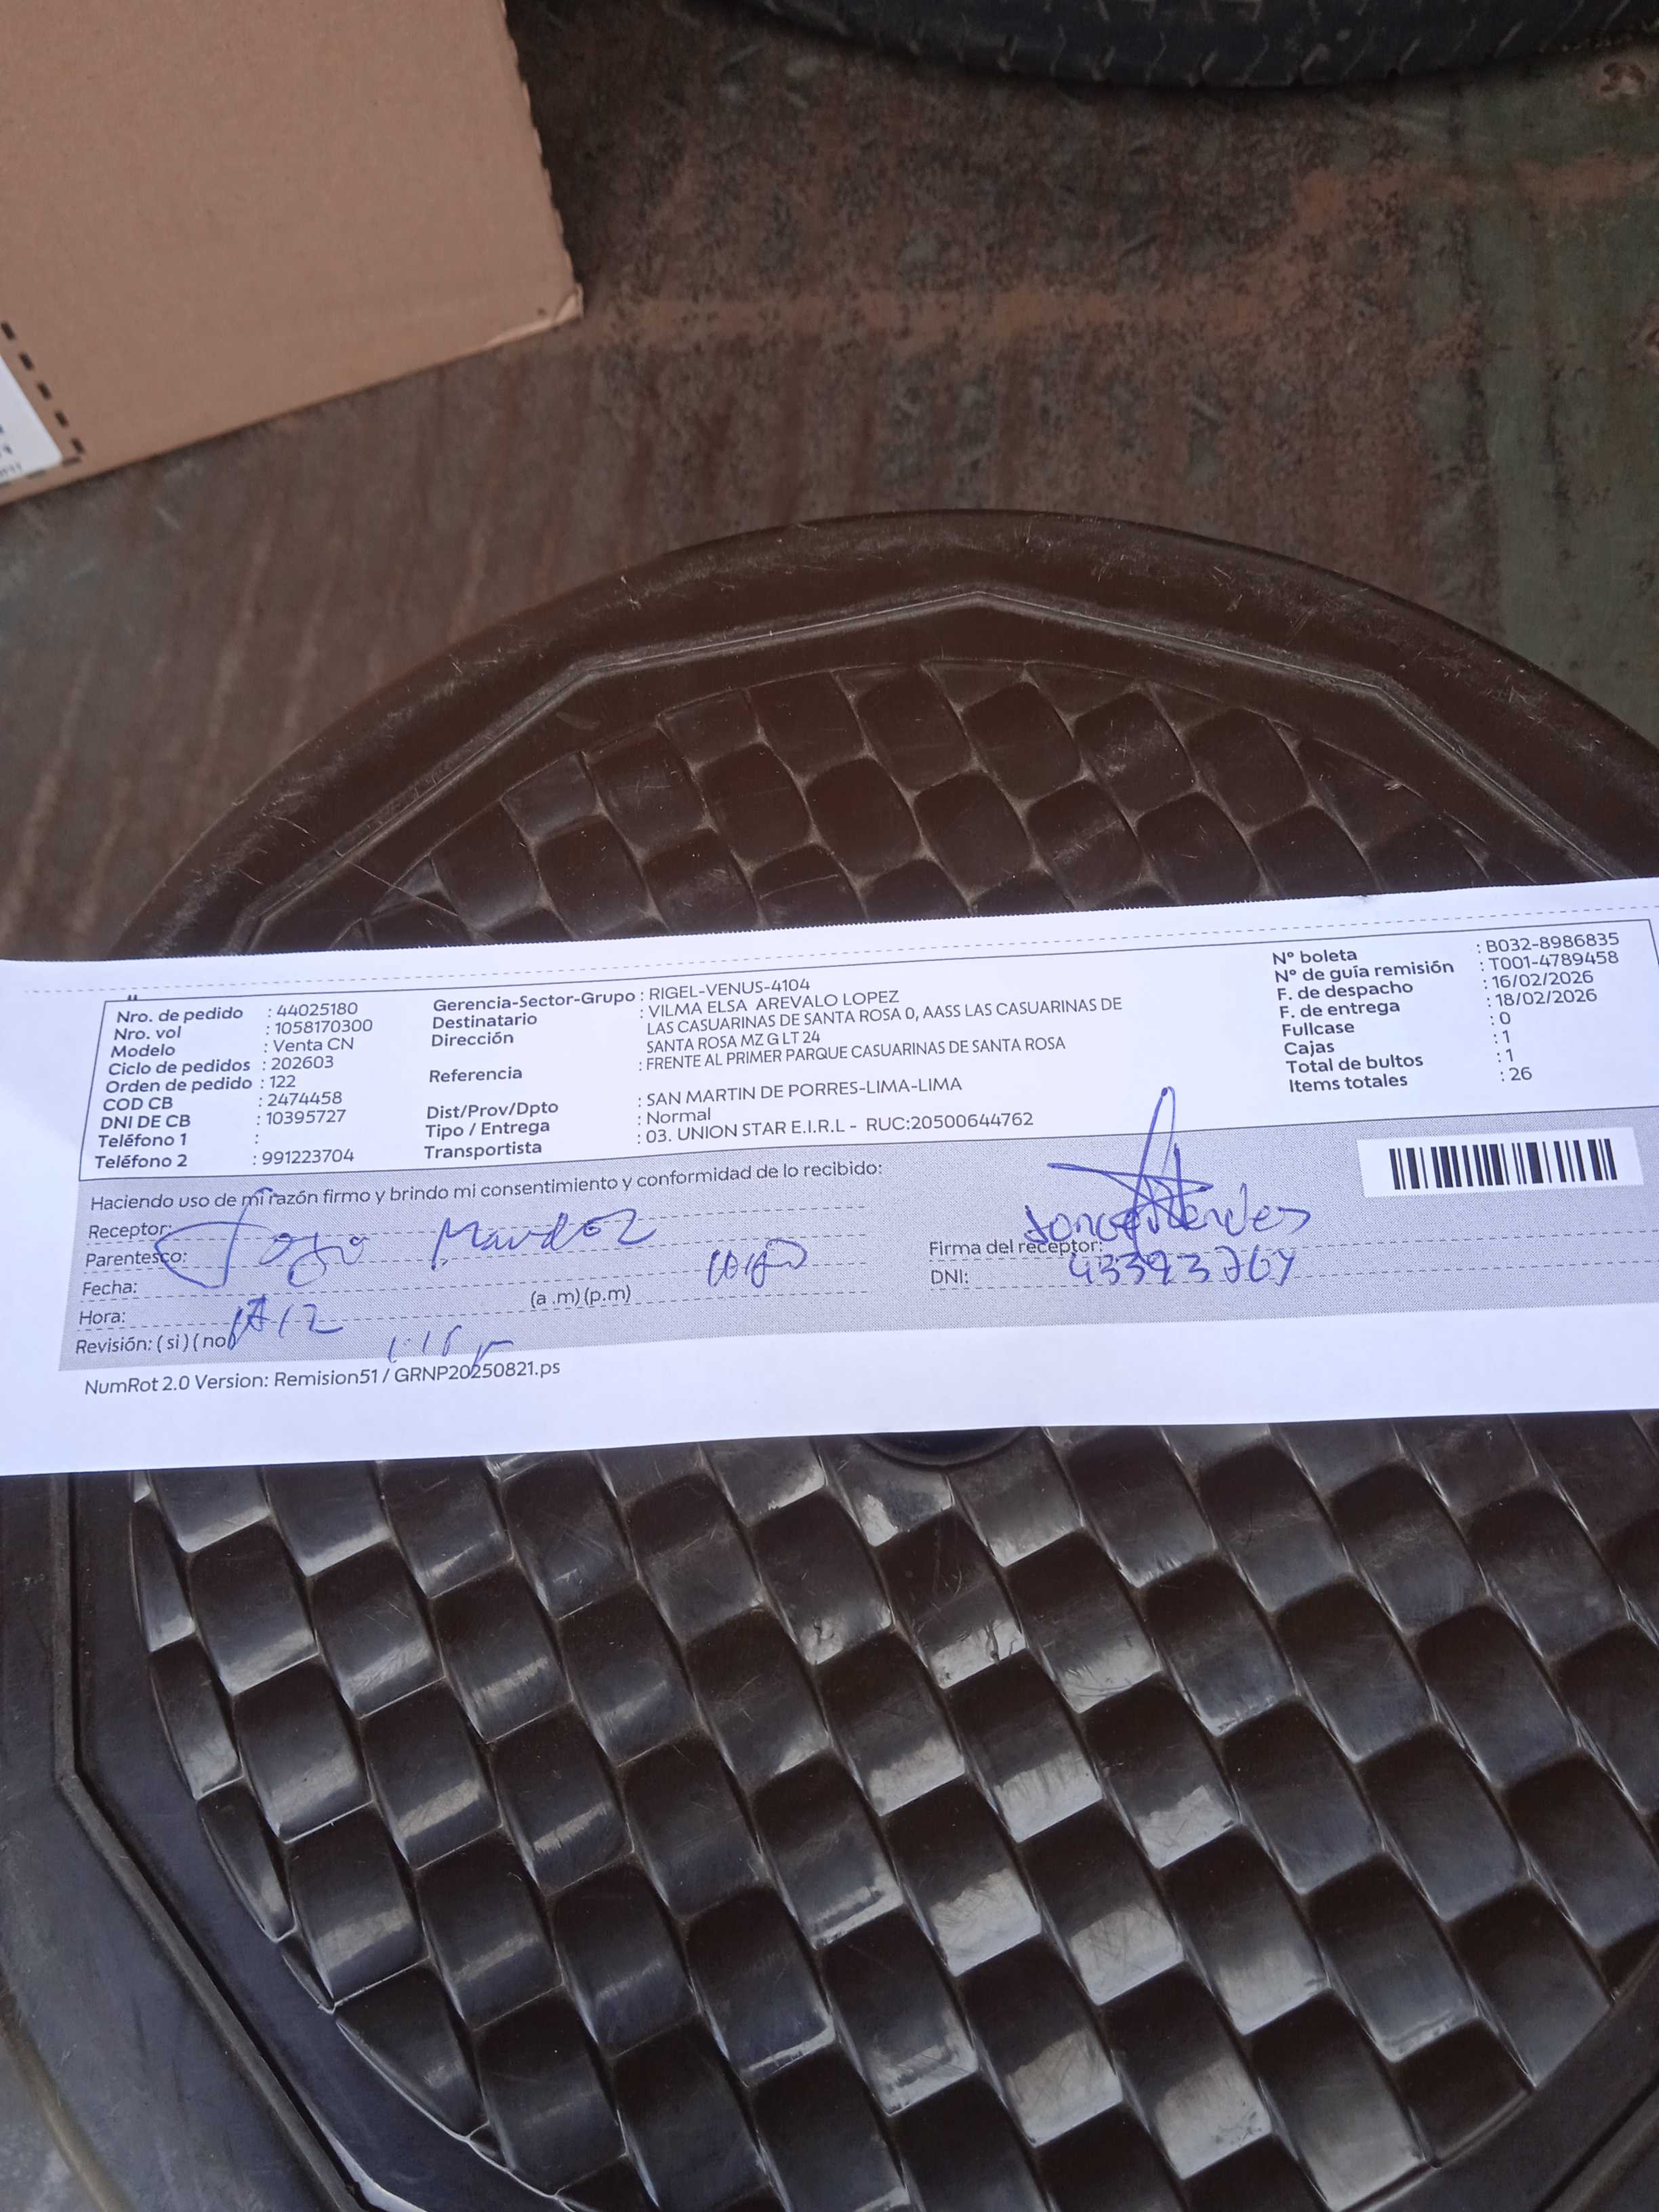 Nro. de pedido : 44025180
Nro. vol : 1058170300
Modelo : Venta CN
Ciclo de pedidos : 202603
Orden de pedido : 122
COD CB : 2474458
DNI DE CB : 10395727
Teléfono 1 :
Teléfono 2 : 991223704
Gerencia-Sector-Grupo : RIGEL-VENUS-4104
Destinatario : VILMA ELSA AREVALO LOPEZ
Dirección LAS CASUARINAS DE SANTA ROSA 0, AASS LAS CASUARINAS DE
SANTA ROSA MZ G LT 24
Referencia : FRENTE AL PRIMER PARQUE CASUARINAS DE SANTA ROSA
Dist/Prov/Dpto : SAN MARTIN DE PORRES-LIMA-LIMA
Tipo / Entrega : Normal
Transportista : 03. UNION STAR E.I.R.L - RUC:20500644762
Nº boleta : B032-8986835
Nº de guía remisión : T001-4789458
F. de despacho : 16/02/2026
F. de entrega : 18/02/2026
Fullcase : 0
Cajas : 1
Total de bultos : 1
Items totales : 26
Haciendo uso de mi razón firmo y brindo mi consentimiento y conformidad de lo recibido:
Receptor:
Parentesco:
Fecha:
Hora: (a .m) (p.m)
Revisión: ( si ) ( no )
Firma del receptor:
DNI:
NumRot 2.0 Version: Remision51 / GRNP20250821.ps